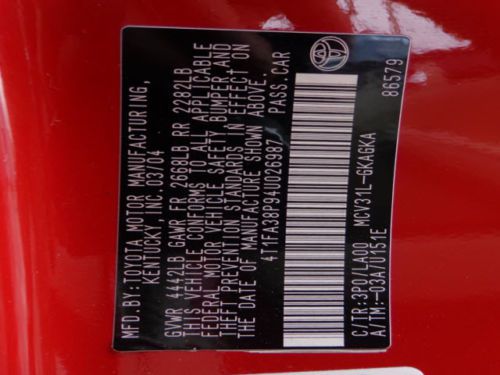 MFD. BY: TOYOTA MOTOR MANUFACTURING,
KENTUCKY, INC. 03/04
GVWR 4442LB GAWR FR 2668LB RR 2282LB
THIS VEHICLE CONFORMS TO ALL APPLICABLE
FEDERAL MOTOR VEHICLE SAFETY BUMPER AND
THEFT PREVENTION STANDARDS IN EFFECT ON
THE DATE OF MANUFACTURE SHOWN ABOVE.
4T1FA38P94U026987 PASS. CAR
C/TR:3P0/LA00 MCV31L-GKAGKA
A/TM:-03A/U151E 86579